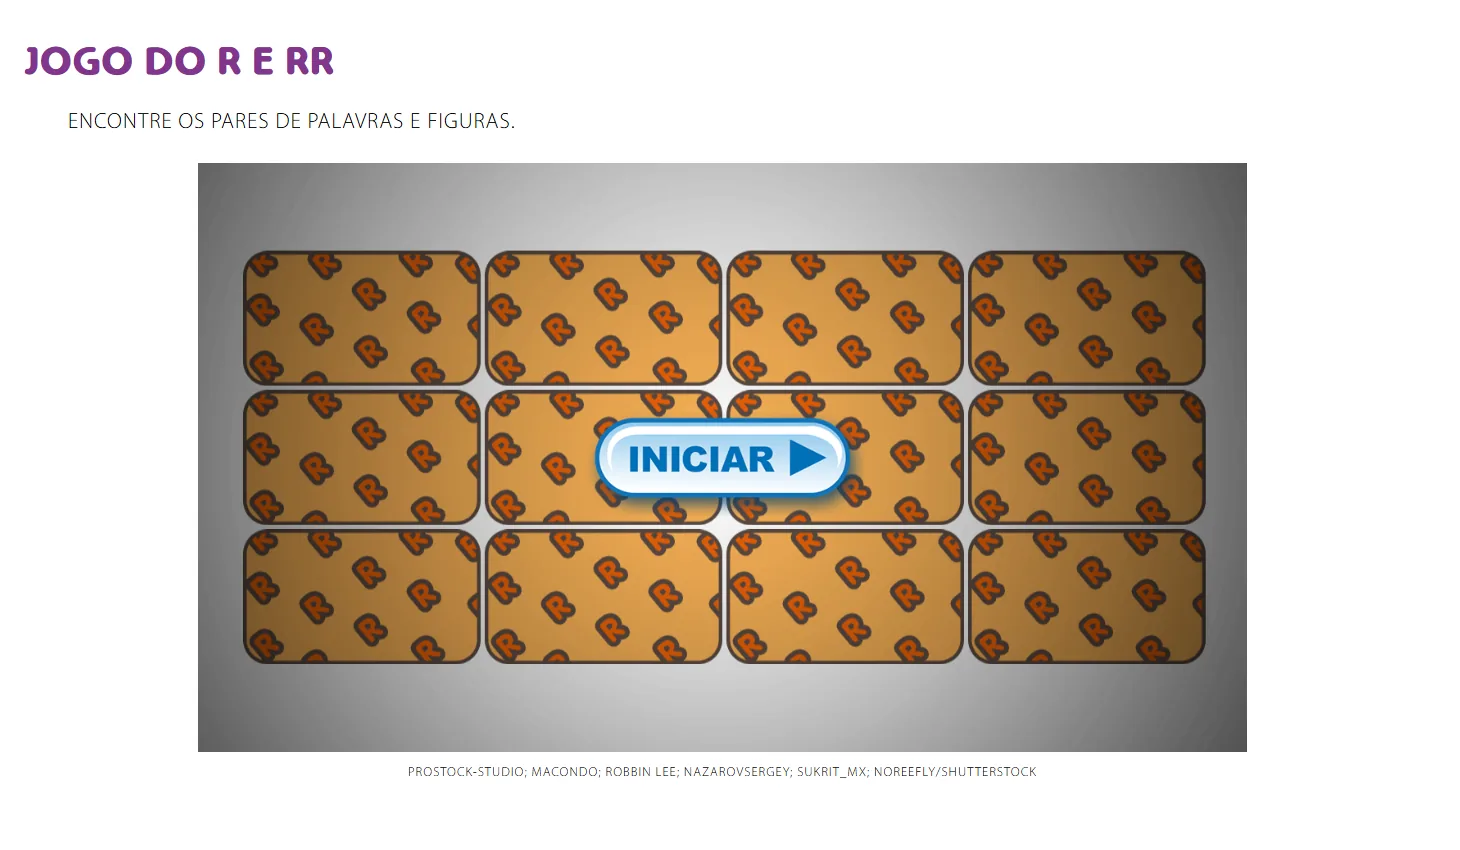 JOGO DO R E RR
ENCONTRE OS PARES DE PALAVRAS E FIGURAS.
INICIAR
PROSTOCK-STUDIO; MACONDO; ROBBIN LEE; NAZAROVSERGEY; SUKRIT_MX; NOREEFLY/SHUTTERSTOCK